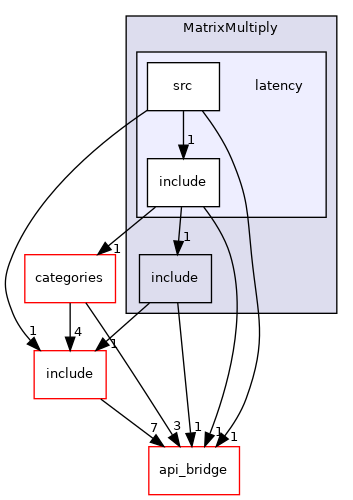 MatrixMultiply
src
latency
1
include
1
1
categories
include
1
4
1
include
7
3
1
1
1
api_bridge